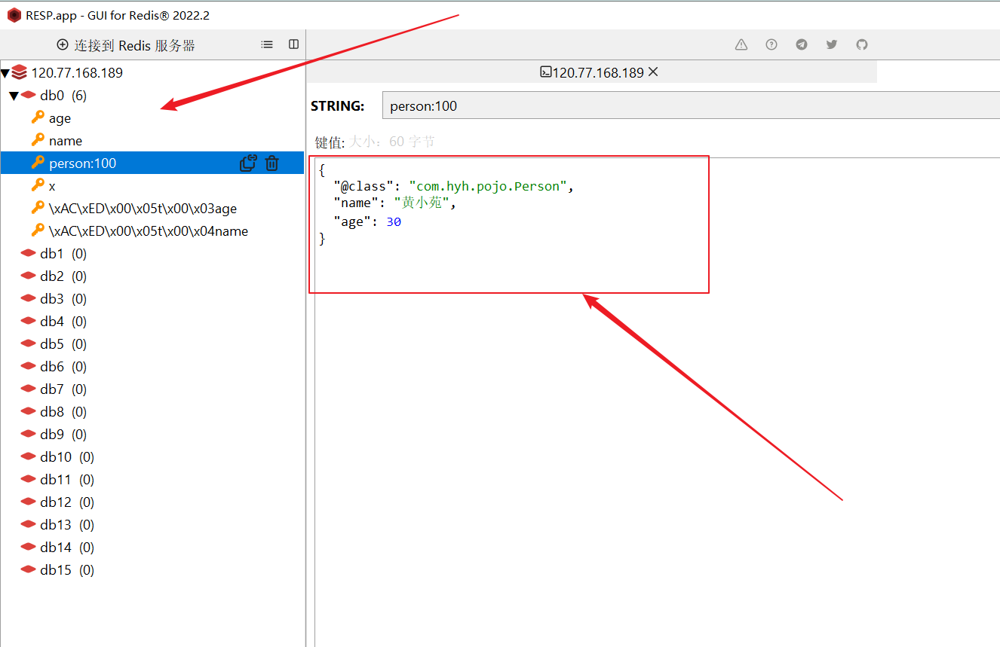 RESP.app - GUI for Redis® 2022.2
连接到 Redis 服务器
120.77.168.189
db0 (6)
age
name
person:100
x
\xAC\xED\x00\x05t\x00\x03age
\xAC\xED\x00\x05t\x00\x04name
db1 (0)
db2 (0)
db3 (0)
db4 (0)
db5 (0)
db6 (0)
db7 (0)
db8 (0)
db9 (0)
db10 (0)
db11 (0)
db12 (0)
db13 (0)
db14 (0)
db15 (0)
120.77.168.189
STRING: person:100
键值: 大小: 60 字节
{
"@class": "com.hyh.pojo.Person",
"name": "黄小苑",
"age": 30
}